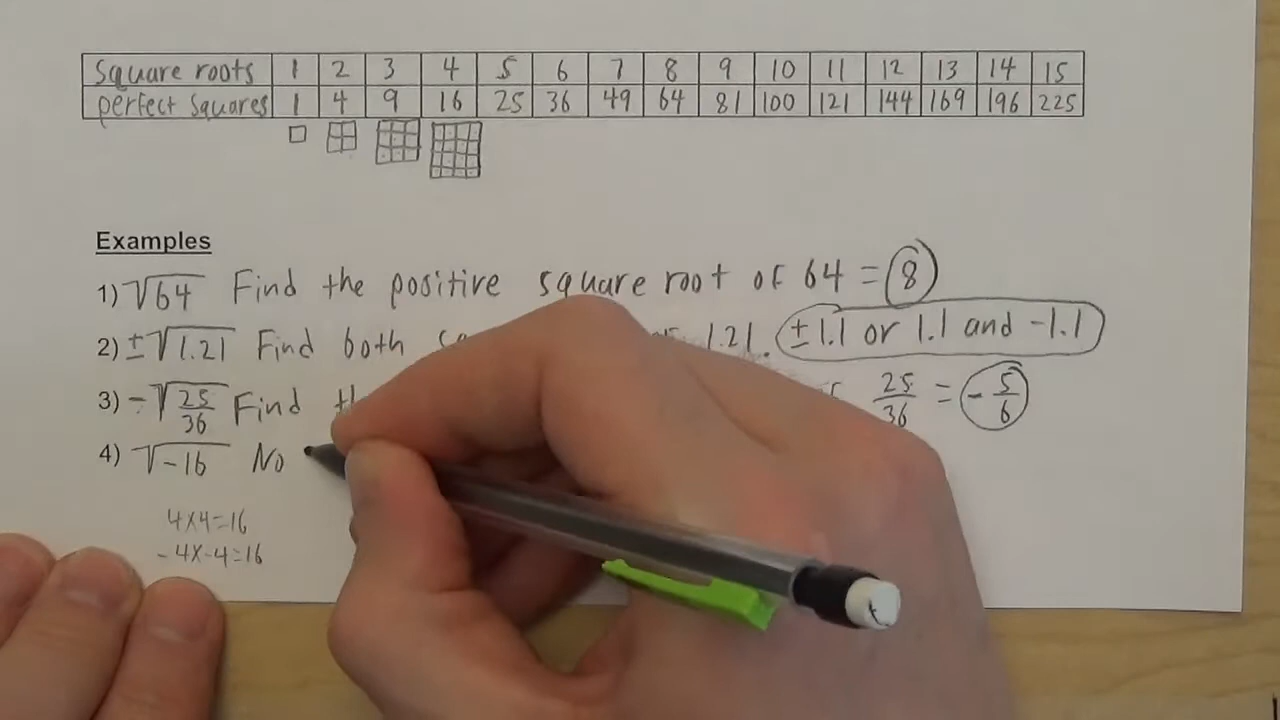 square roots 1 2 3 4 5 6 7 8 9 10 11 12 13 14 15
perfect squares 1 4 9 16 25 36 49 64 81 100 121 144 169 196 225
Examples
1) √64 Find the positive square root of 64 = 8
2) ±√1.21 Find both 1.21. ±1.1 or 1.1 and -1.1
3) -√25/36 Find 25/36 = -5/6
4) √-16 No
4x4=16
-4x-4=16